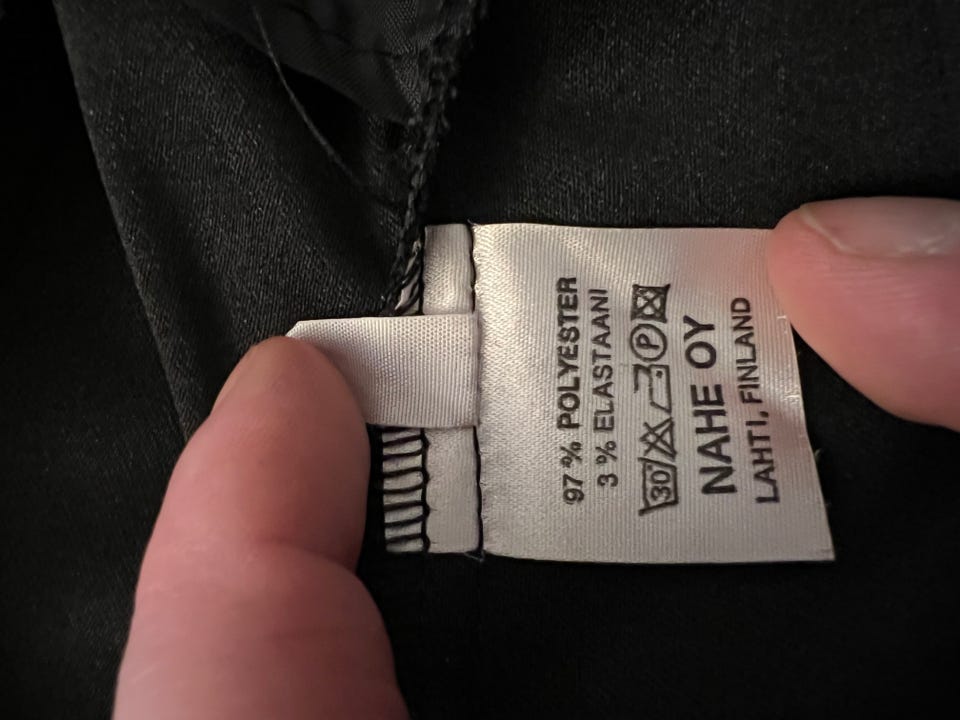 97 % POLYESTER
3 % ELASTAANI
30° P
NAHE OY
LAHTI, FINLAND